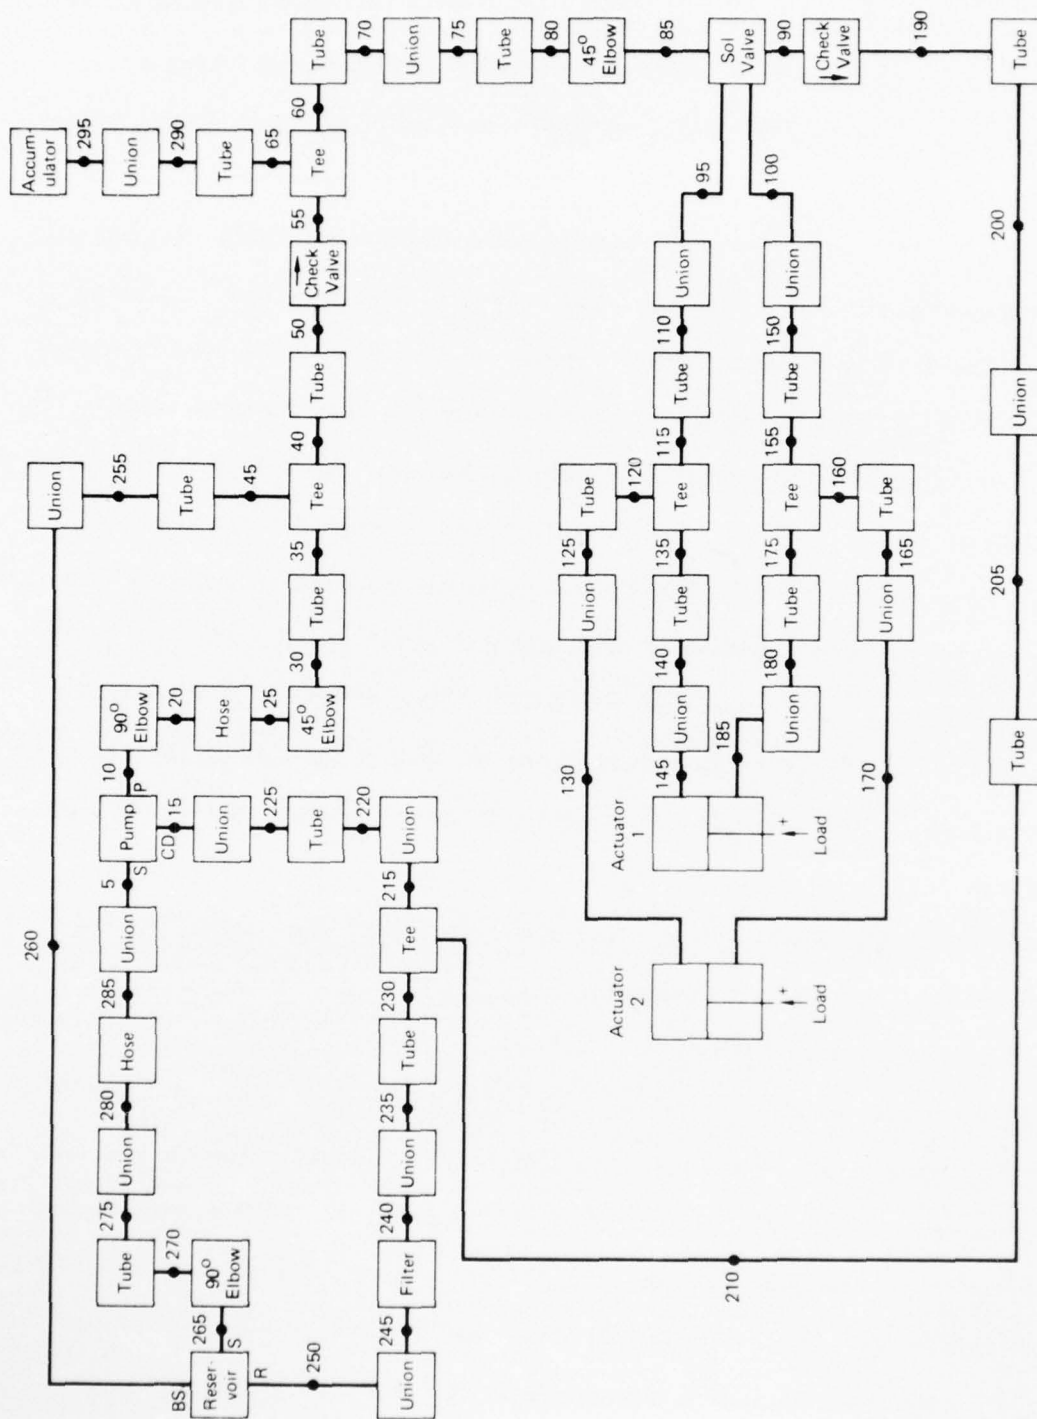 260
Union
Accum-
ulator
255
295
275
280
285
5
10
Tube
Union
Hose
Union
Pump
90°
Elbow
Union
S
P
270
CD
15
20
Tube
290
BS
265
Reser-
voir
S
90°
Elbow
Union
Hose
45
Tube
R
225
25
65
250
Tube
30
35
40
50
55
60
45°
Elbow
Tube
Tee
Tube
Check
Valve
Tee
Tube
220
70
245
240
235
230
215
Union
Filter
Union
Tube
Tee
Union
Union
75
Tube
80
130
125
Union
Tube
45°
Elbow
Actuator
1
Actuator
2
120
145
140
135
115
110
85
Union
Tube
Tee
Tube
Union
95
185
210
Sol
Valve
180
175
155
150
100
Union
Tube
Tee
Tube
Union
90
+
Load
+
Load
160
Check
Valve
170
165
Union
Tube
190
205
200
Tube
Union
Tube